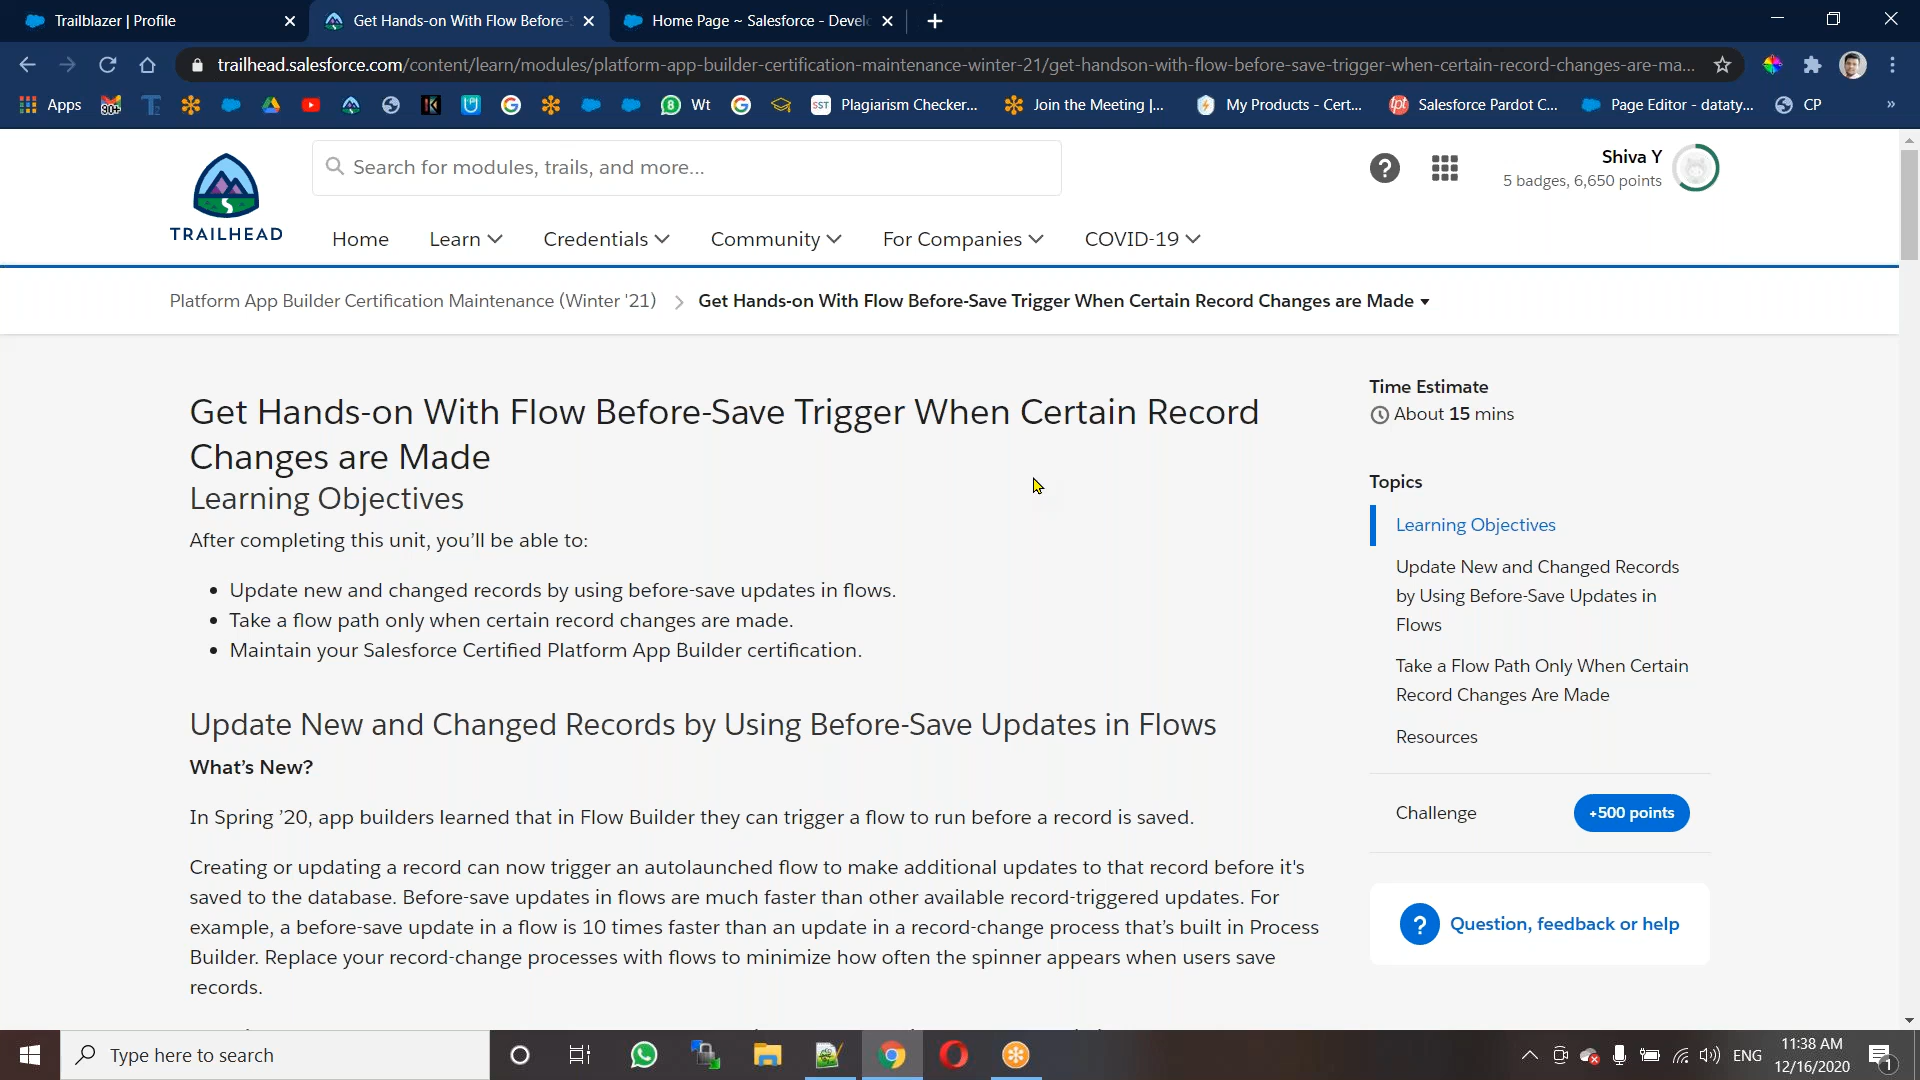 Trailblazer | Profile
Get Hands-on With Flow Before-
Home Page ~ Salesforce - Devel
trailhead.salesforce.com/content/learn/modules/platform-app-builder-certification-maintenance-winter-21/get-handson-with-flow-before-save-trigger-when-certain-record-changes-are-ma...
Apps
Wt
Plagiarism Checker...
Join the Meeting |...
My Products - Cert...
Salesforce Pardot C...
Page Editor - dataty...
CP
»
Search for modules, trails, and more...
Shiva Y
5 badges, 6,650 points
TRAILHEAD
Home
Learn
Credentials
Community
For Companies
COVID-19
Platform App Builder Certification Maintenance (Winter '21)
Get Hands-on With Flow Before-Save Trigger When Certain Record Changes are Made
Get Hands-on With Flow Before-Save Trigger When Certain Record
Changes are Made
Learning Objectives
After completing this unit, you’ll be able to:
• Update new and changed records by using before-save updates in flows.
• Take a flow path only when certain record changes are made.
• Maintain your Salesforce Certified Platform App Builder certification.
Update New and Changed Records by Using Before-Save Updates in Flows
What’s New?
In Spring ’20, app builders learned that in Flow Builder they can trigger a flow to run before a record is saved.
Creating or updating a record can now trigger an autolaunched flow to make additional updates to that record before it's
saved to the database. Before-save updates in flows are much faster than other available record-triggered updates. For
example, a before-save update in a flow is 10 times faster than an update in a record-change process that’s built in Process
Builder. Replace your record-change processes with flows to minimize how often the spinner appears when users save
records.
Time Estimate
About 15 mins
Topics
Learning Objectives
Update New and Changed Records
by Using Before-Save Updates in
Flows
Take a Flow Path Only When Certain
Record Changes Are Made
Resources
Challenge
+500 points
Question, feedback or help
Type here to search
ENG
11:38 AM
12/16/2020
1